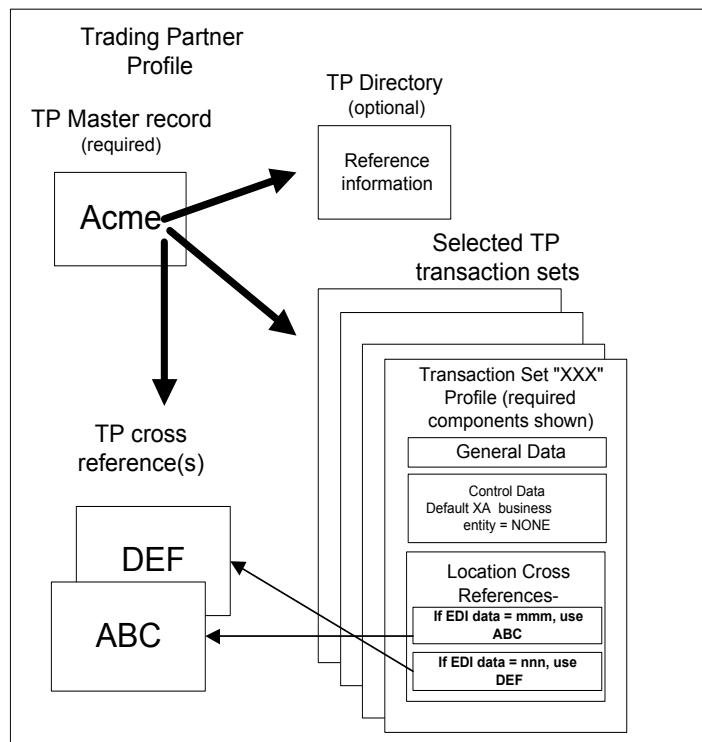 Trading Partner
Profile
TP Master record
(required)
Acme
TP Directory
(optional)
Reference
information
Selected TP
transaction sets
Transaction Set "XXX"
Profile (required
components shown)
General Data
Control Data
Default XA business
entity = NONE
Location Cross
References-
If EDI data = mmm, use
ABC
If EDI data = nnn, use
DEF
TP cross
reference(s)
DEF
ABC